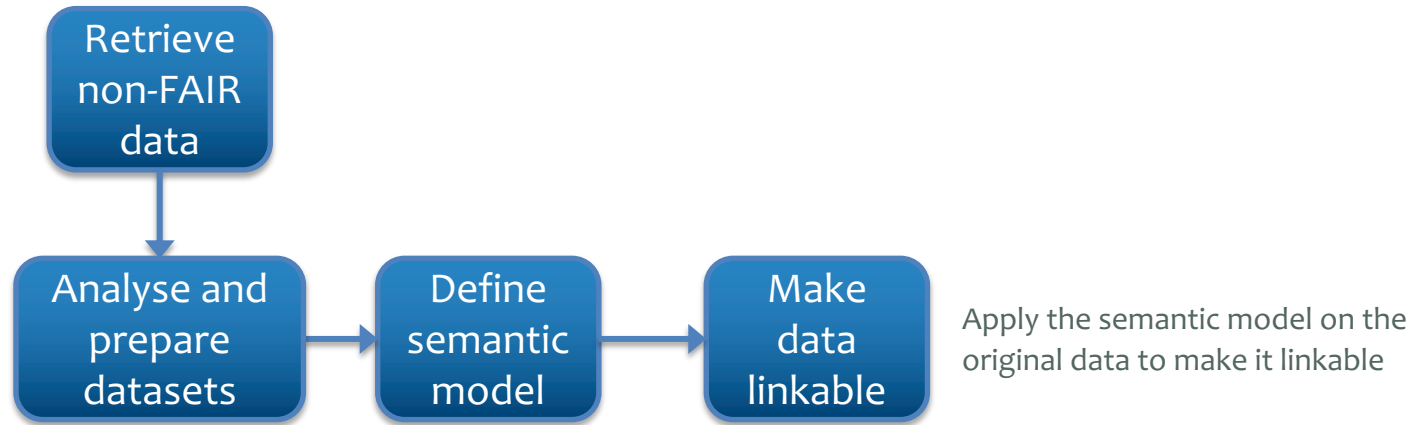 Retrieve
non-FAIR
data
Analyse and
prepare
datasets
Define
semantic
model
Make
data
linkable
Apply the semantic model on the
original data to make it linkable